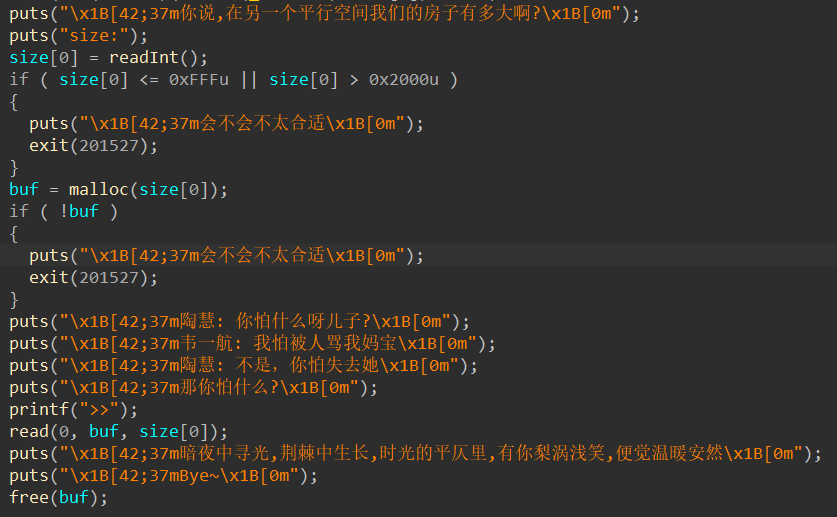 puts("\x1B[42;37m你说,在另一个平行空间我们的房子有多大啊?\x1B[0m");
puts("size:");
size[0] = readInt();
if ( size[0] <= 0xFFFu || size[0] > 0x2000u )
{
  puts("\x1B[42;37m会不会不太合适\x1B[0m");
  exit(201527);
}
buf = malloc(size[0]);
if ( !buf )
{
  puts("\x1B[42;37m会不会不太合适\x1B[0m");
  exit(201527);
}
puts("\x1B[42;37m陶慧: 你怕什么呀儿子?\x1B[0m");
puts("\x1B[42;37m韦一航: 我怕被人骂我妈宝\x1B[0m");
puts("\x1B[42;37m陶慧: 不是，你怕失去她\x1B[0m");
puts("\x1B[42;37m那你怕什么?\x1B[0m");
printf(">>");
read(0, buf, size[0]);
puts("\x1B[42;37m暗夜中寻光,荆棘中生长,时光的平仄里,有你梨涡浅笑,便觉温暖安然\x1B[0m");
puts("\x1B[42;37mBye~\x1B[0m");
free(buf);